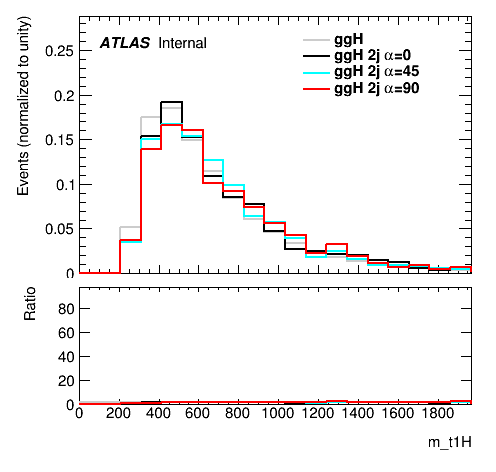 Events (normalized to unity)
0.25
0.2
0.15
0.1
0.05
0
ATLAS Internal
ggH
ggH 2j α=0
ggH 2j α=45
ggH 2j α=90
Ratio
80
60
40
20
0
0 200 400 600 800 1000 1200 1400 1600 1800
m_t1H